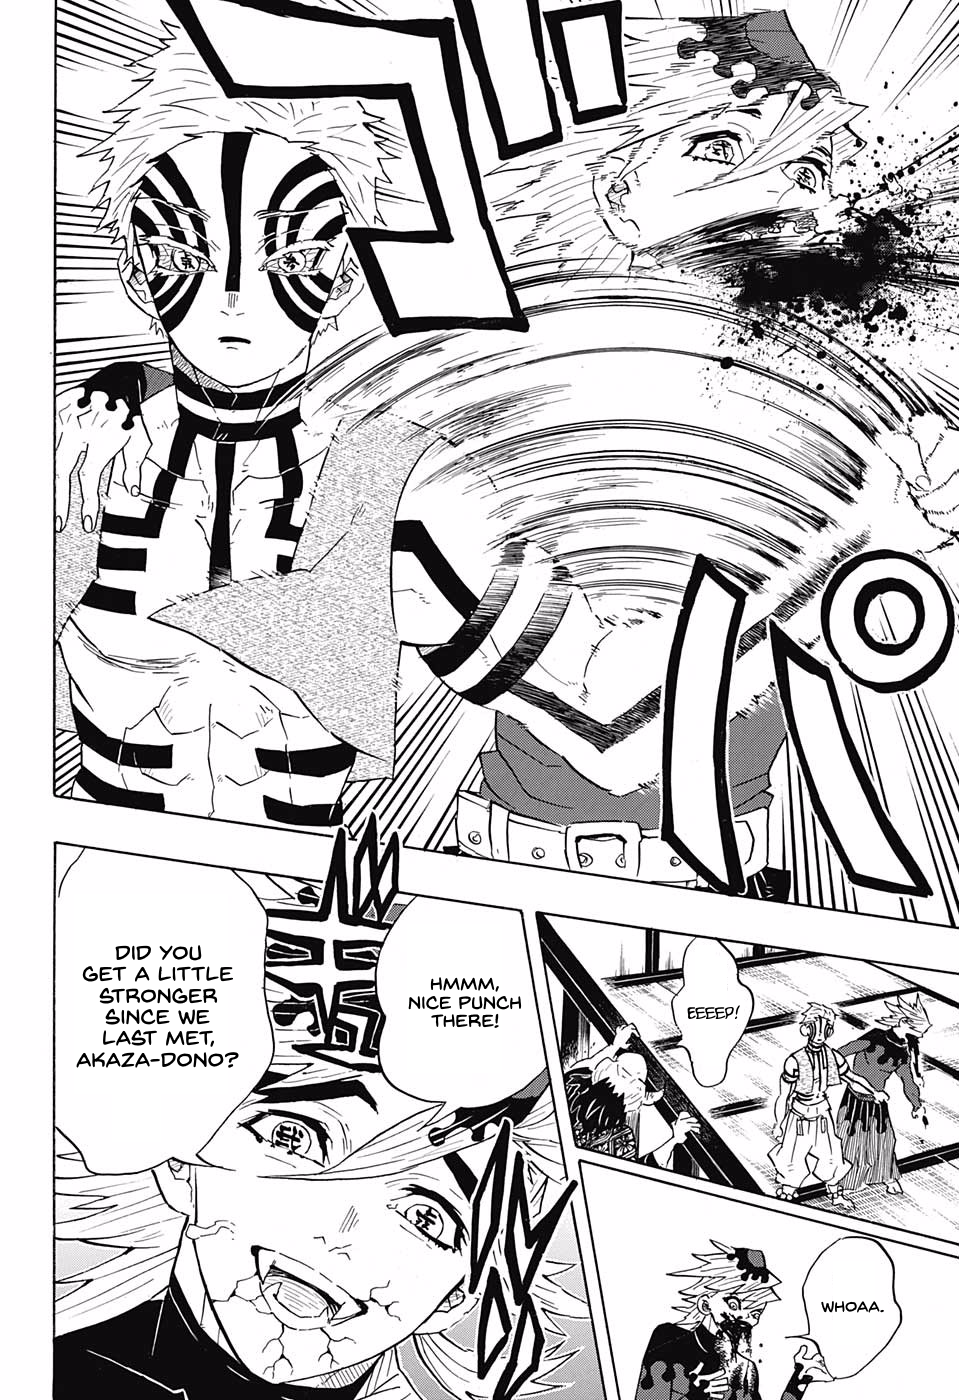 パ
EEEEP!
WHOAA.
HMMM,
NICE PUNCH
THERE!
DID YOU
GET A LITTLE
STRONGER
SINCE WE
LAST MET,
AKAZA-DONO?